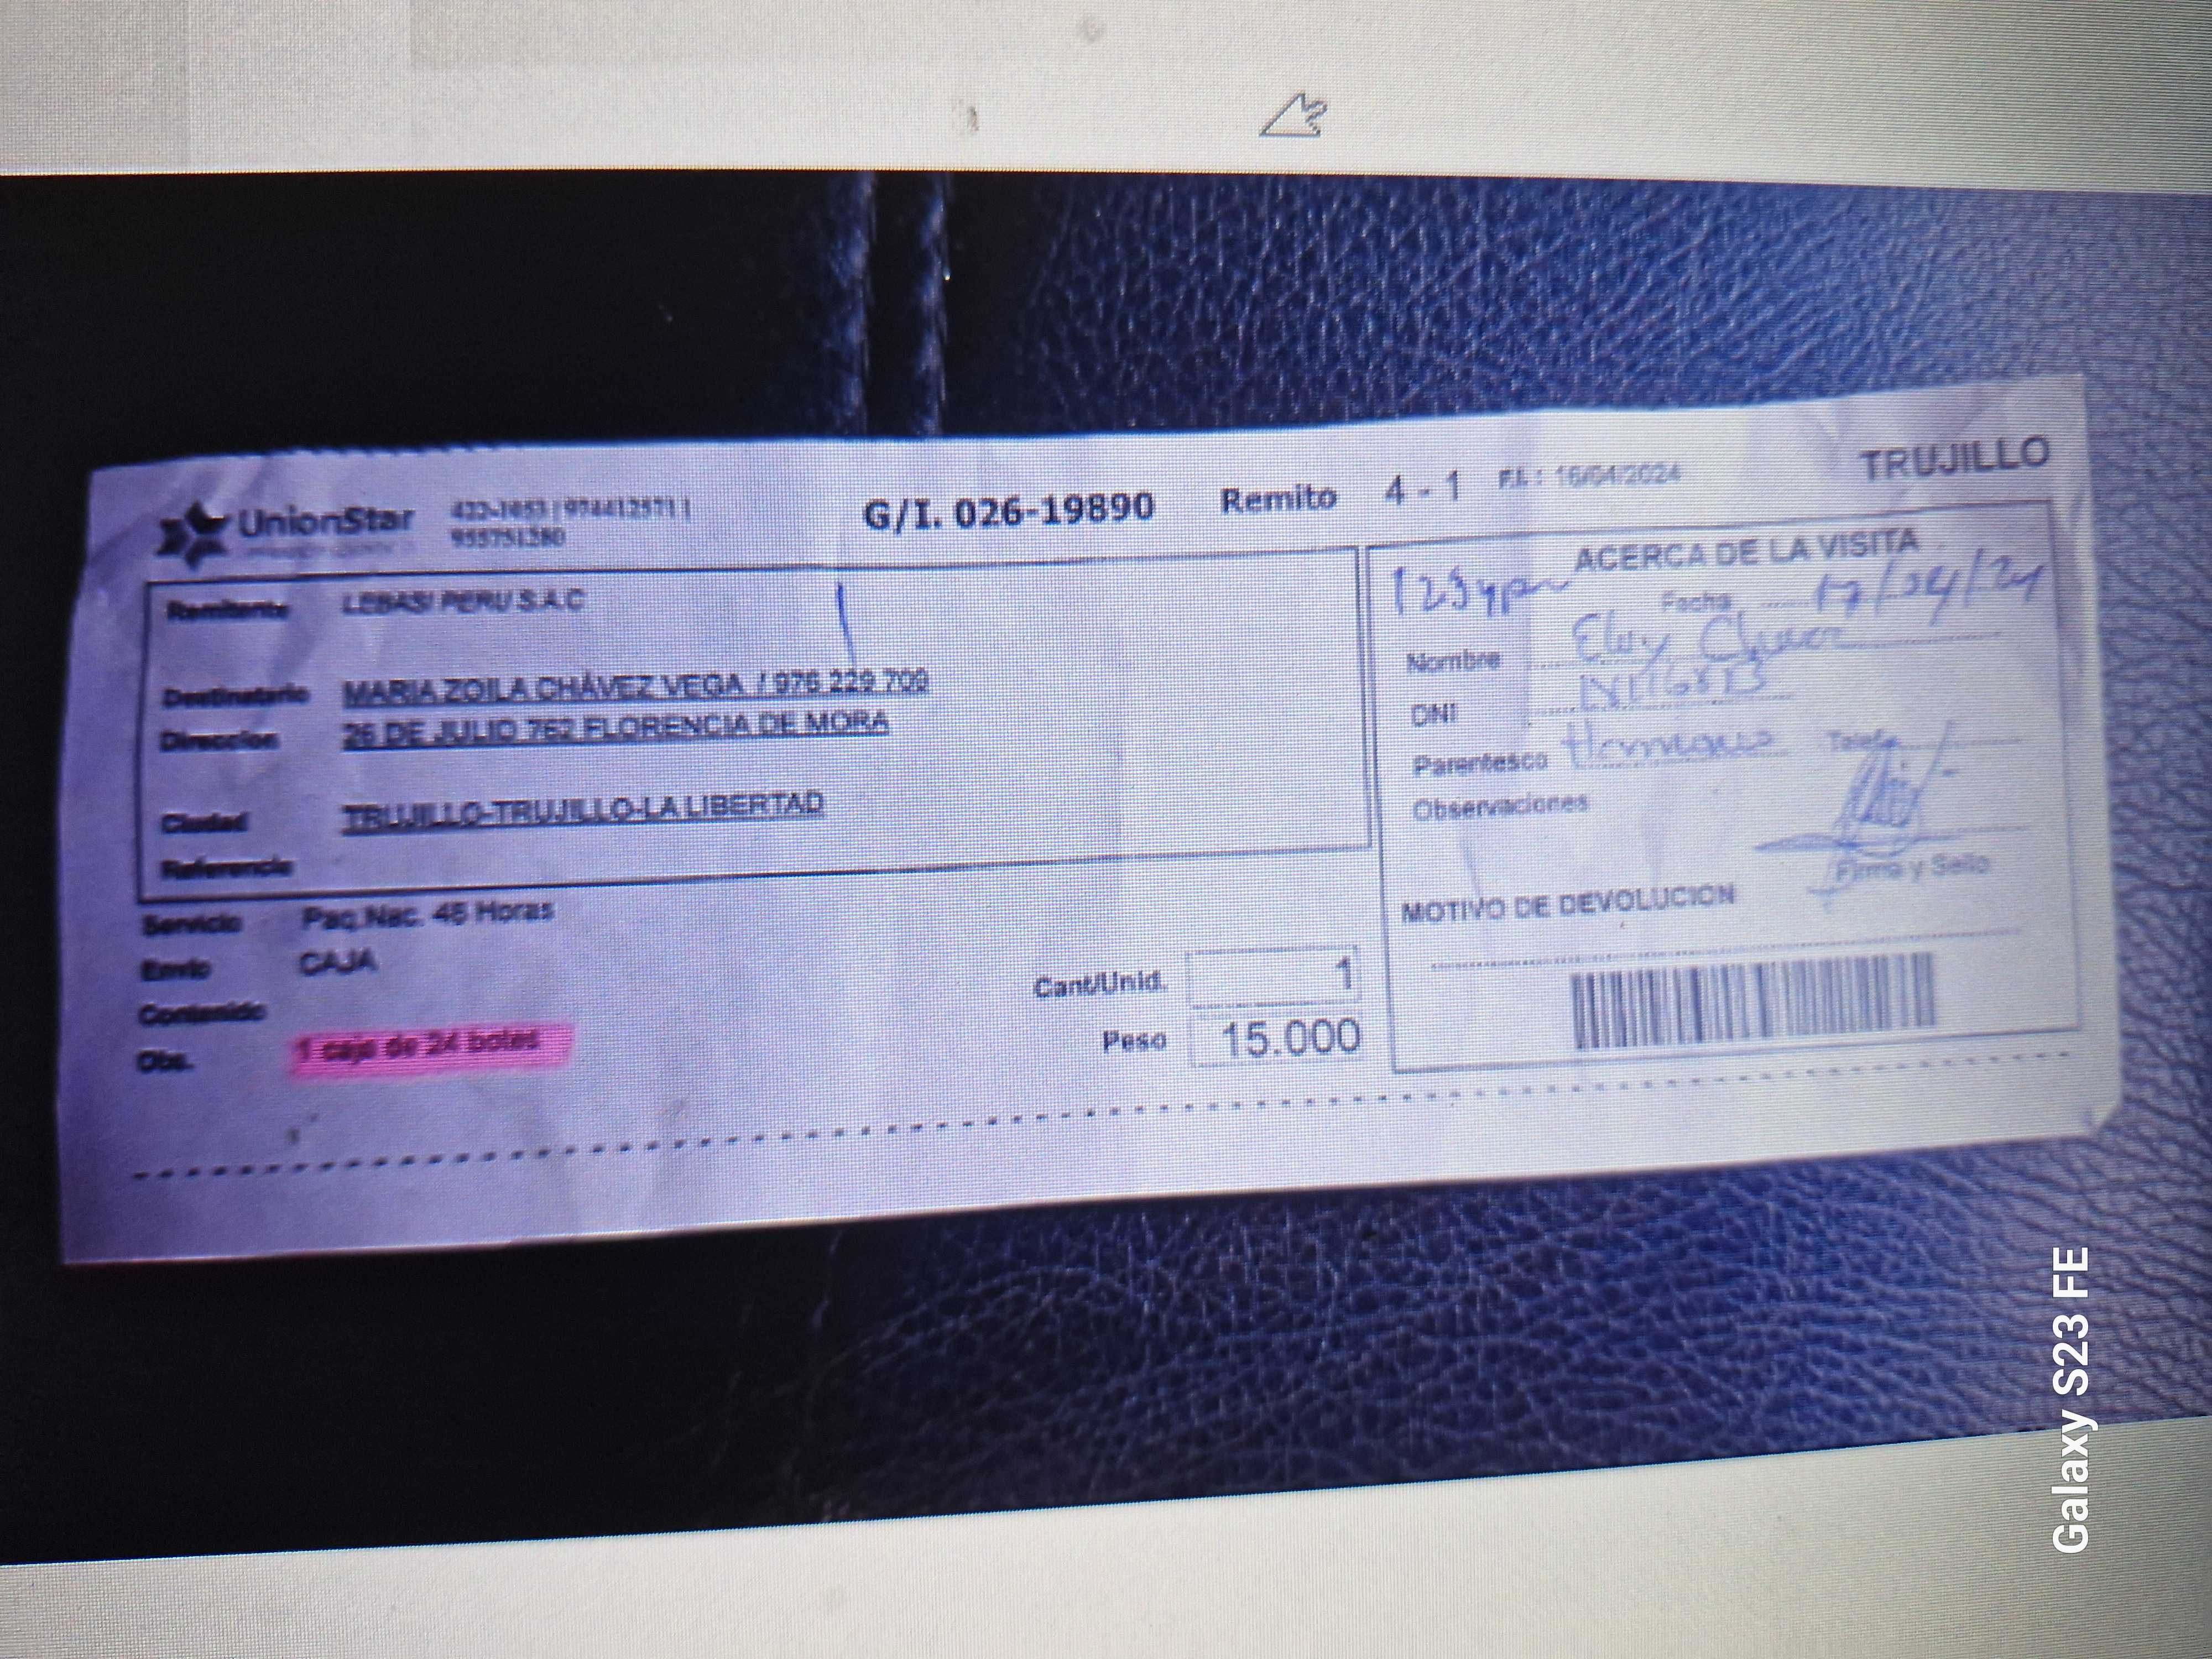 UnionStar
G/I. 026-19890
Remito 4 - 1 F.I.: 16/04/2024
TRUJILLO
Remitente LEBASI PERU S.A.C
Destinatario MARIA ZOILA CHÁVEZ VEGA / 976 229 709
Direccion 26 DE JULIO 762 FLORENCIA DE MORA
Ciudad TRUJILLO-TRUJILLO-LA LIBERTAD
Referencia
Servicio Paq.Nac. 48 Horas
Envio CAJA
Contenido
Obs. 1 caja de 24 botes
Cant/Unid. 1
Peso 15.000
ACERCA DE LA VISITA
Fecha 17/04/24
Nombre
DNI
Parentesco
Observaciones
Firma y Sello
MOTIVO DE DEVOLUCION
Galaxy S23 FE